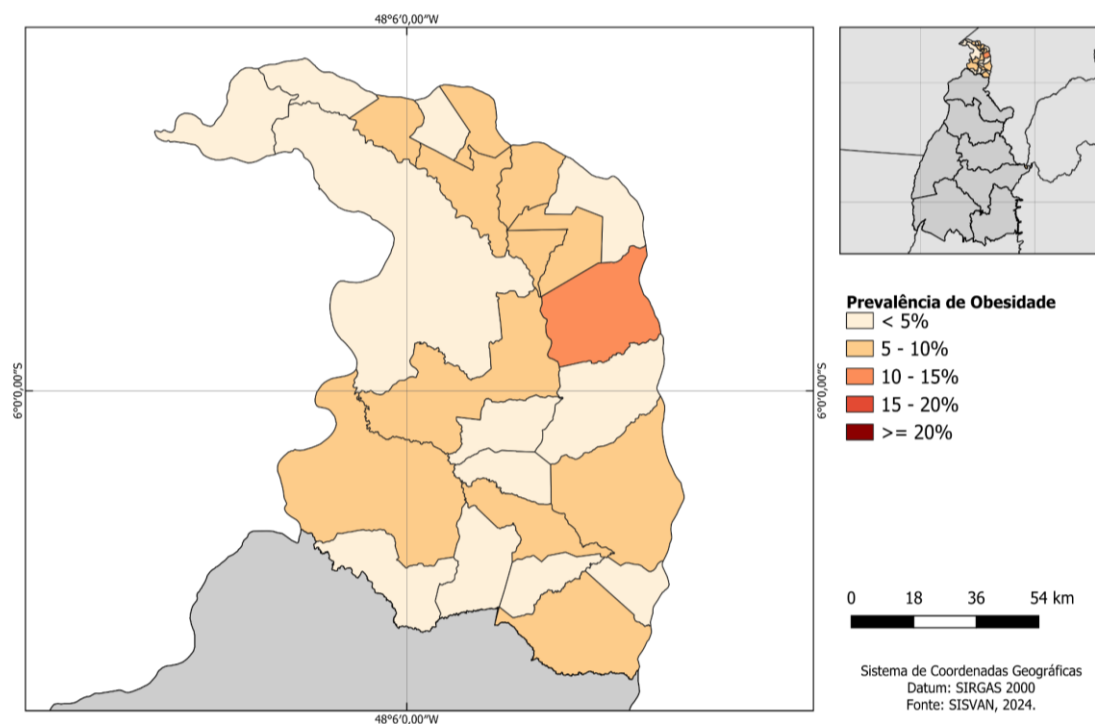 48°6'0,00"W
6°0'0,00"S
6°0'0,00"S
48°6'0,00"W
Prevalência de Obesidade
< 5%
5 - 10%
10 - 15%
15 - 20%
>= 20%
0 18 36 54 km
Sistema de Coordenadas Geográficas
Datum: SIRGAS 2000
Fonte: SISVAN, 2024.